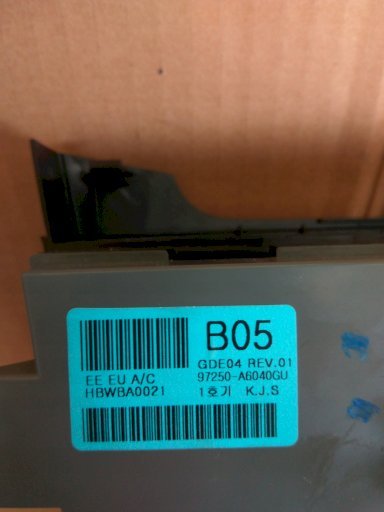 B05
GDE04 REV.01
EE EU A/C 97250-A6040GU
HBWBA0021 1호기 K.J.S